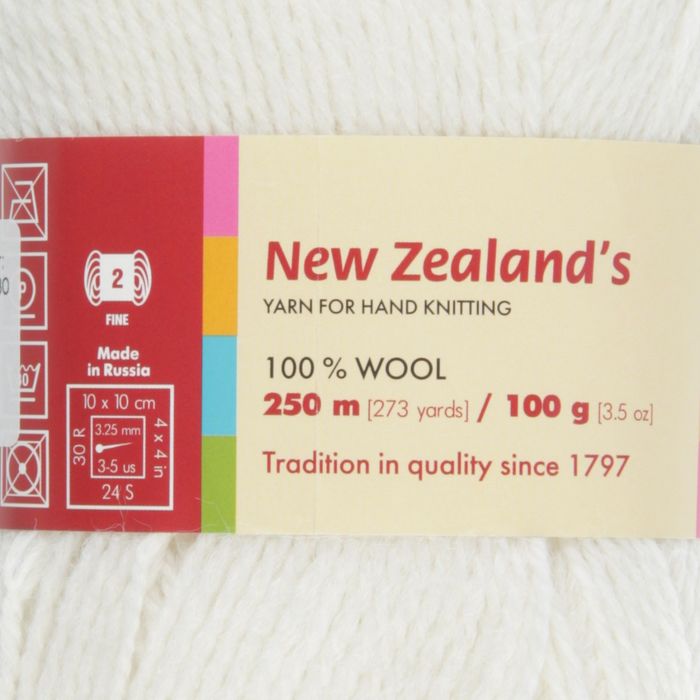 New Zealand's
YARN FOR HAND KNITTING
100 % WOOL
250 m [273 yards] / 100 g [3.5 oz]
Tradition in quality since 1797
2
FINE
Made
in Russia
10 x 10 cm
30 R
3.25 mm
3-5 us
4 x 4 in
24 S